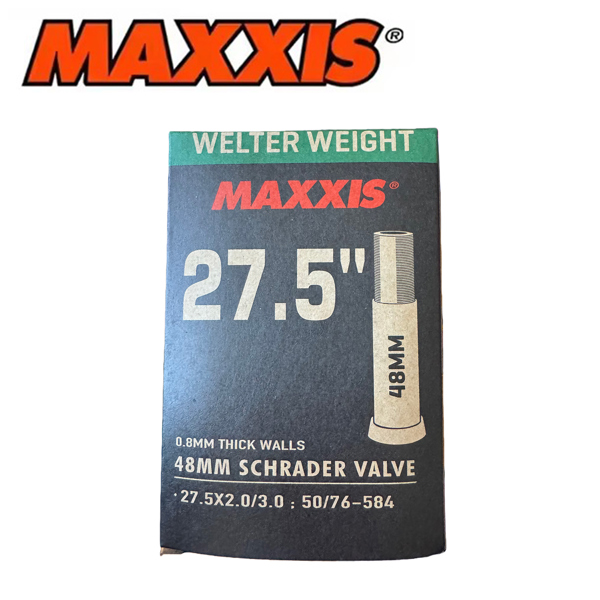 MAXXIS®
WELTER WEIGHT
MAXXIS®
27.5"
48MM
0.8MM THICK WALLS
48MM SCHRADER VALVE
·27.5X2.0/3.0 : 50/76-584